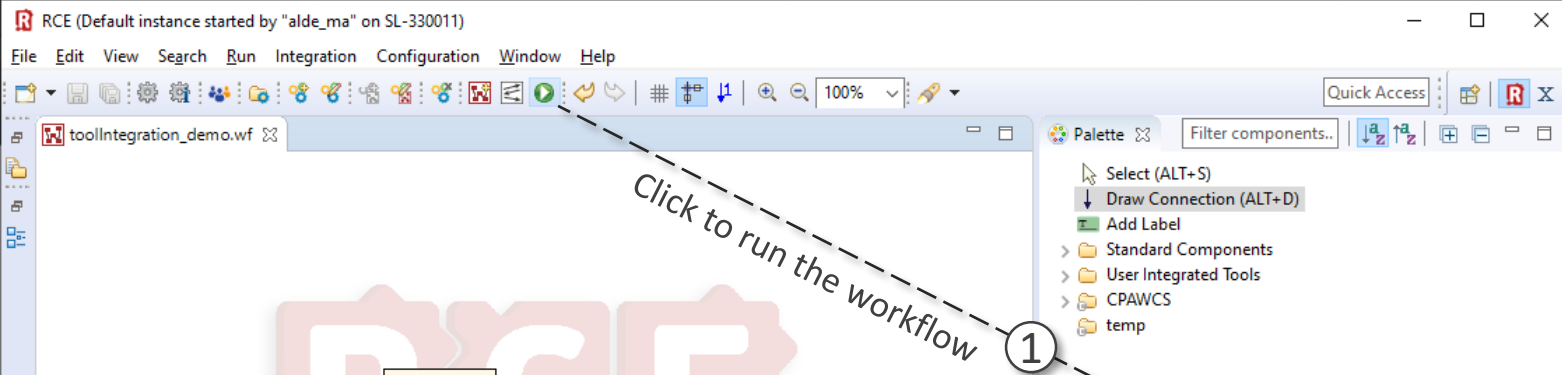 RCE (Default instance started by "alde_ma" on SL-330011)
File Edit View Search Run Integration Configuration Window Help
100%
Quick Access
toolIntegration_demo.wf
Palette
Filter components..
Select (ALT+S)
Draw Connection (ALT+D)
Add Label
Standard Components
User Integrated Tools
CPAWCS
temp
Click to run the workflow
1
RCE